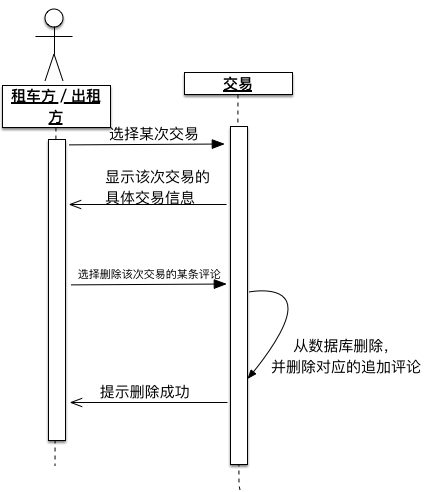 租车方 / 出租
方
交易
选择某次交易
显示该次交易的
具体交易信息
选择删除该次交易的某条评论
从数据库删除,
并删除对应的追加评论
提示删除成功